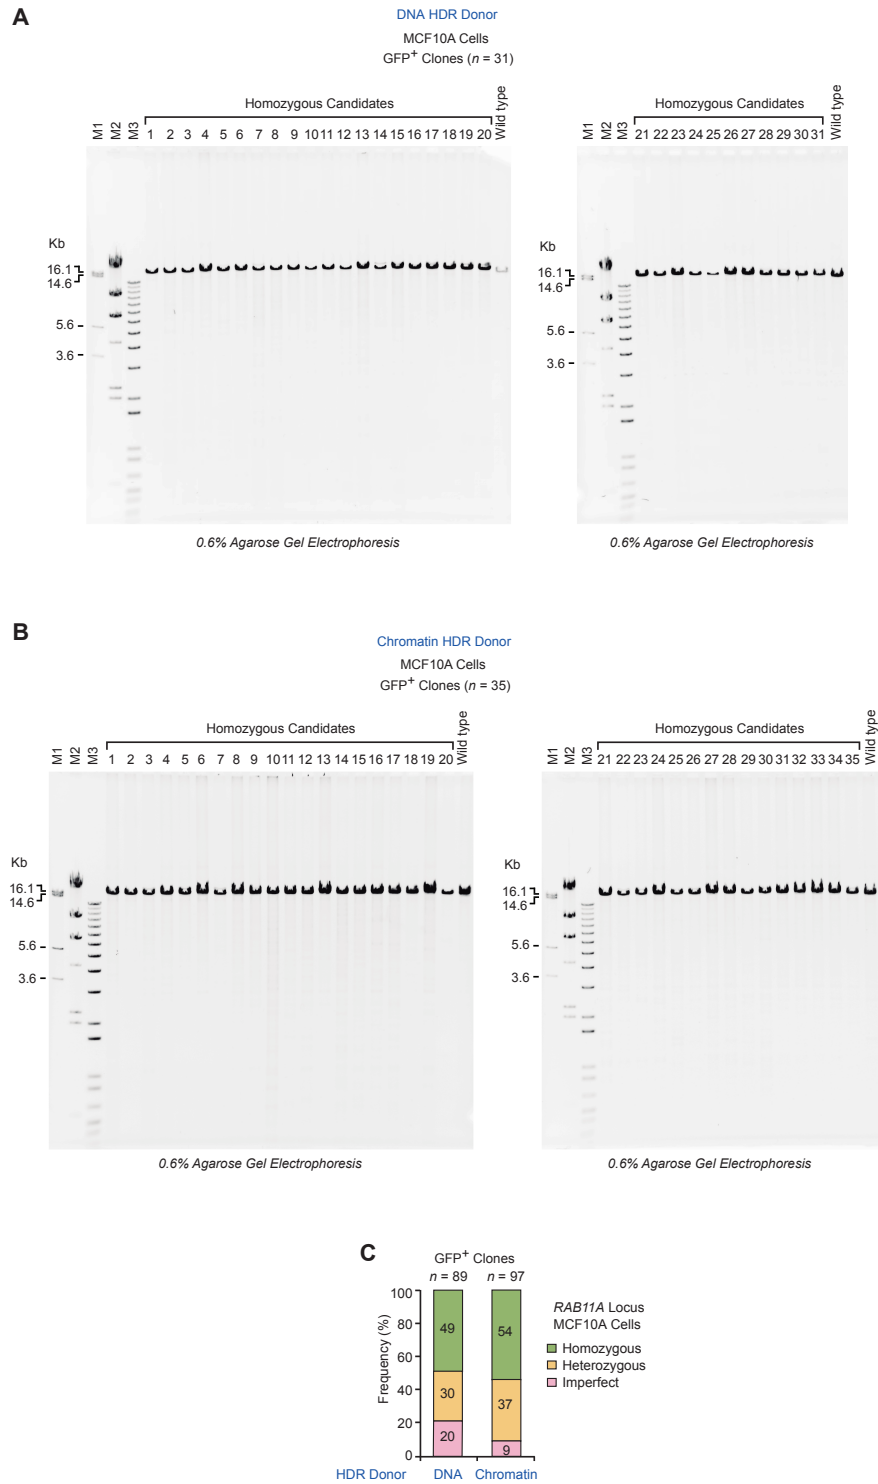 A
DNA HDR Donor
MCF10A Cells
GFP+ Clones (n = 31)
Homozygous Candidates
M1 M2 M3 1 2 3 4 5 6 7 8 9 10 11 12 13 14 15 16 17 18 19 20 Wild type
Kb
16.1
14.6
5.6
3.6
0.6% Agarose Gel Electrophoresis
Homozygous Candidates
M1 M2 M3 21 22 23 24 25 26 27 28 29 30 31 Wild type
Kb
16.1
14.6
5.6
3.6
0.6% Agarose Gel Electrophoresis
B
Chromatin HDR Donor
MCF10A Cells
GFP+ Clones (n = 35)
Homozygous Candidates
M1 M2 M3 1 2 3 4 5 6 7 8 9 10 11 12 13 14 15 16 17 18 19 20 Wild type
Kb
16.1
14.6
5.6
3.6
0.6% Agarose Gel Electrophoresis
Homozygous Candidates
M1 M2 M3 21 22 23 24 25 26 27 28 29 30 31 32 33 34 35 Wild type
Kb
16.1
14.6
5.6
3.6
0.6% Agarose Gel Electrophoresis
C
GFP+ Clones
n = 89 n = 97
Frequency (%)
100
80
60
40
20
0
49
30
20
54
37
9
RAB11A Locus
MCF10A Cells
Homozygous
Heterozygous
Imperfect
HDR Donor DNA Chromatin